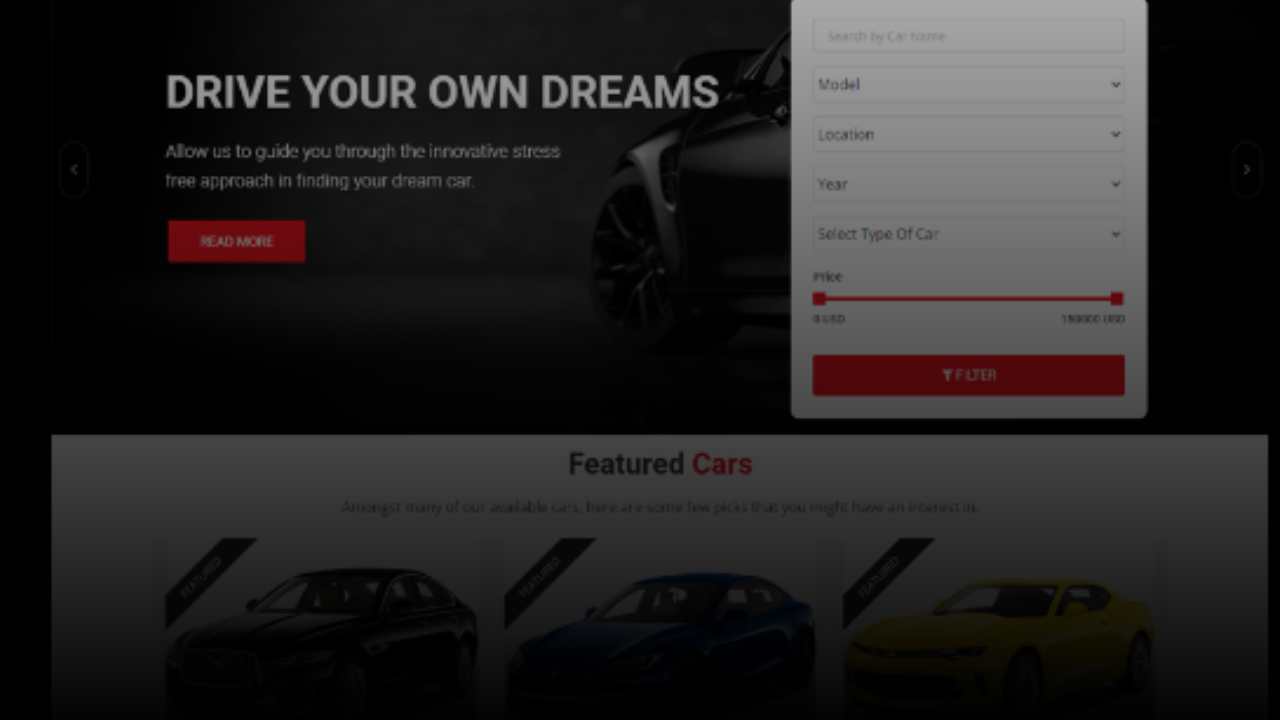 DRIVE YOUR OWN DREAMS
Allow us to guide you through the innovative stress
free approach in finding your dream car.
READ MORE
Search by Car Name
Model
Location
Year
Select Type Of Car
Price
0 USD
150000 USD
FILTER
Featured Cars
Amongst many of our available cars, here are some few picks that you might have an interest in.
FEATURED
FEATURED
FEATURED